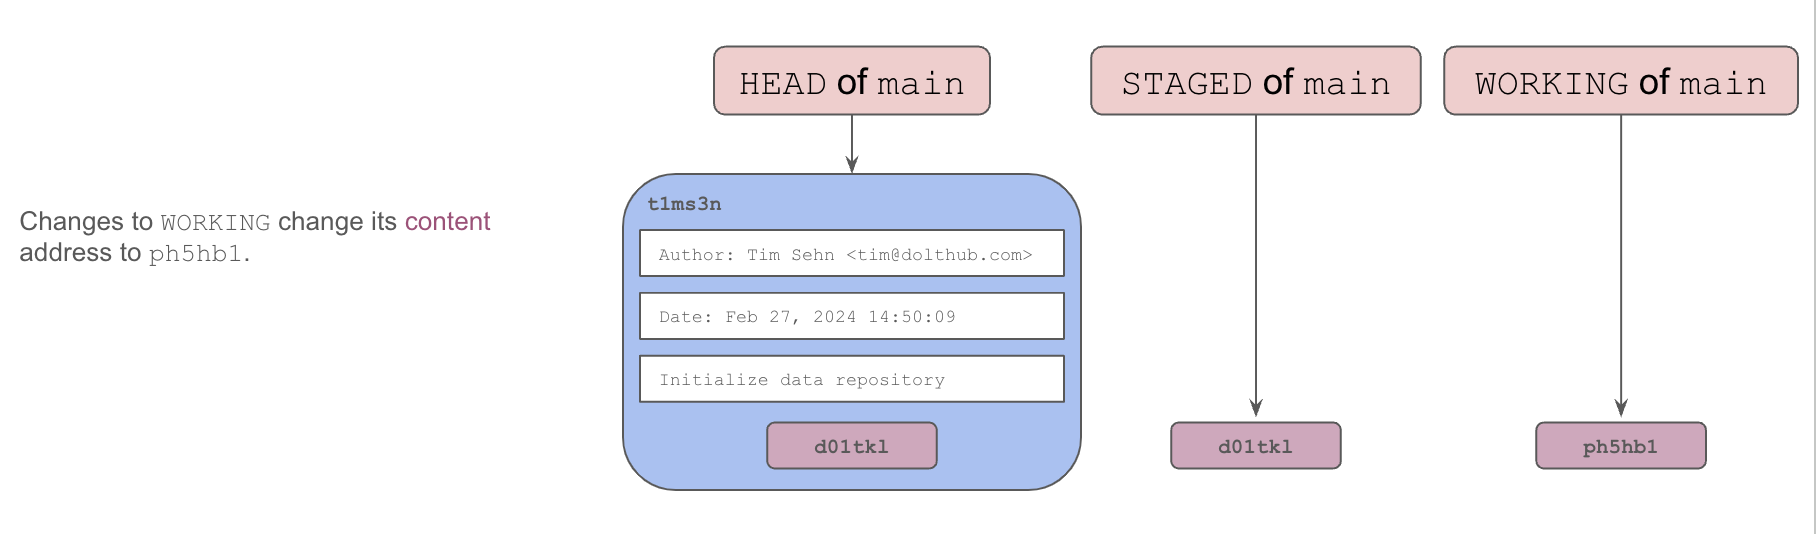 HEAD of main
STAGED of main
WORKING of main
Changes to WORKING change its content
address to ph5hb1.
t1ms3n
Author: Tim Sehn <tim@dolthub.com>
Date: Feb 27, 2024 14:50:09
Initialize data repository
d01tkl
d01tkl
ph5hb1